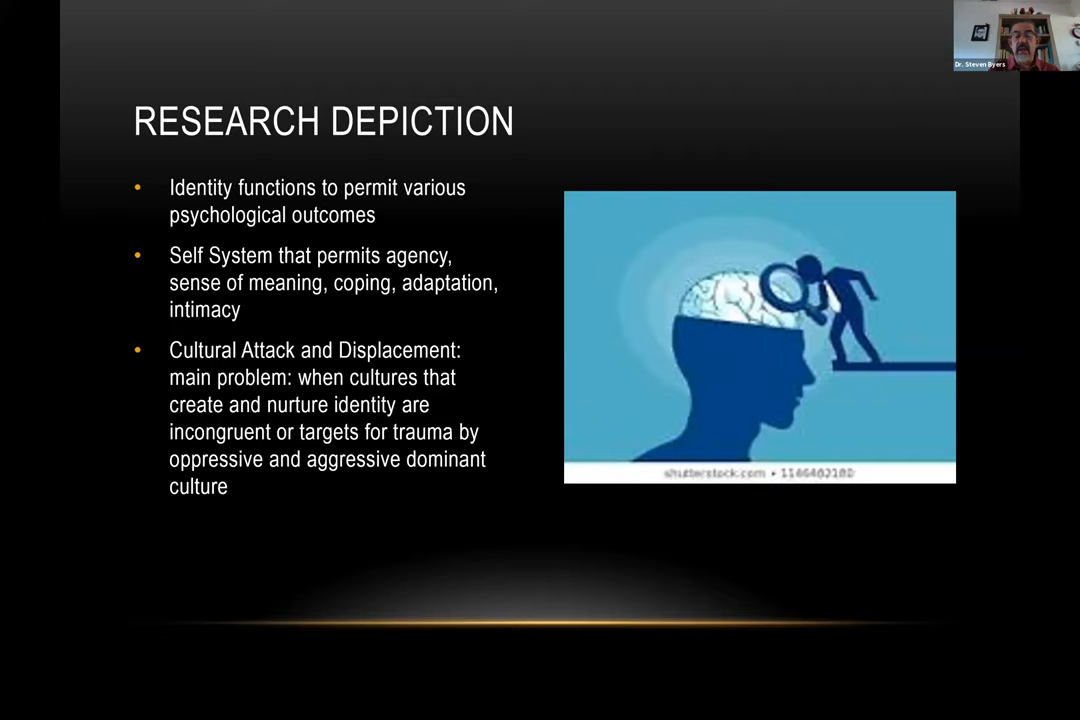 Dr. Steven Byers
RESEARCH DEPICTION
• Identity functions to permit various
psychological outcomes
• Self System that permits agency,
sense of meaning, coping, adaptation,
intimacy
• Cultural Attack and Displacement:
main problem: when cultures that
create and nurture identity are
incongruent or targets for trauma by
oppressive and aggressive dominant
culture
shutterstock.com •